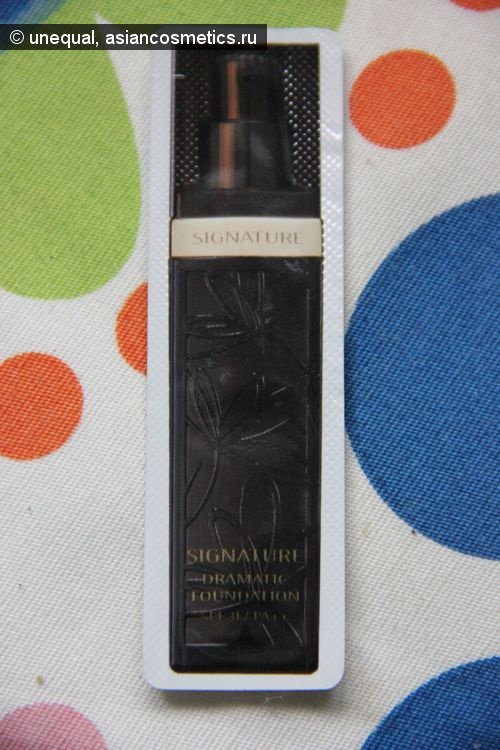 © unequal, asiancosmetics.ru
SIGNATURE
SIGNATURE
DRAMATIC
FOUNDATION